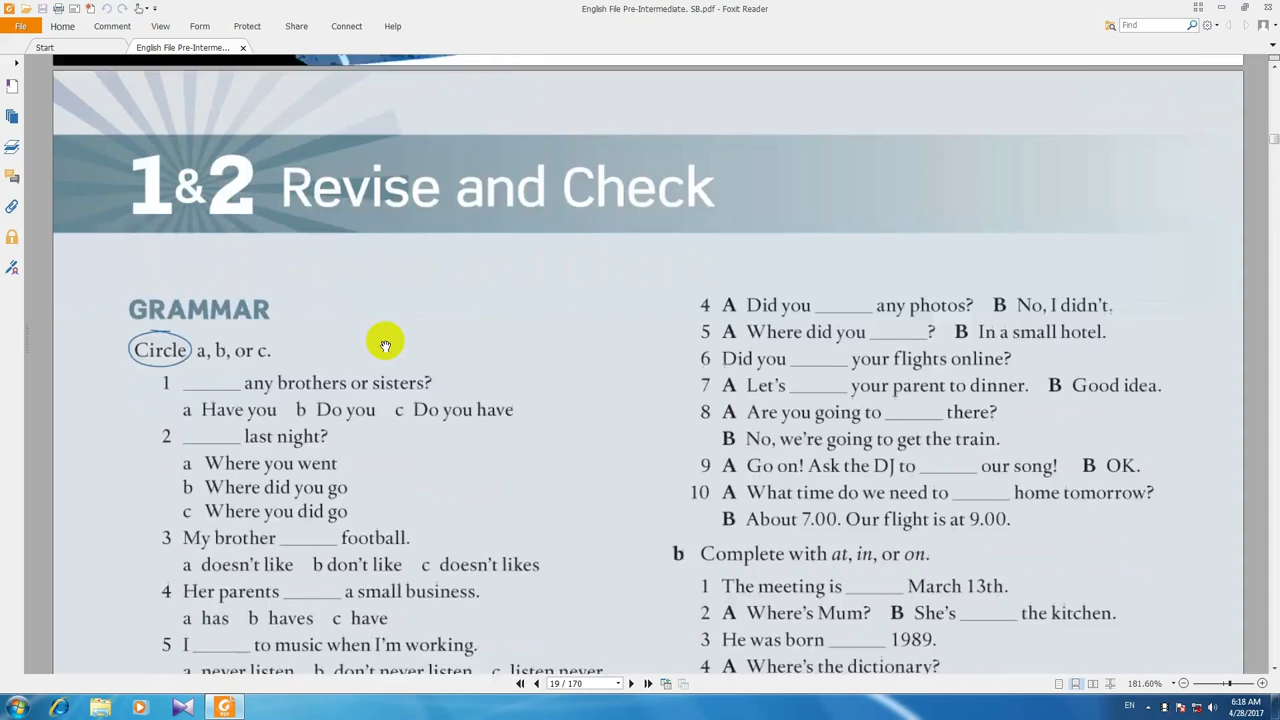 English File Pre-Intermediate. SB.pdf - Foxit Reader
File Home Comment View Form Protect Share Connect Help
Find
Start English File Pre-Interme...
1&2 Revise and Check
GRAMMAR
Circle a, b, or c.
1 ______ any brothers or sisters?
a Have you b Do you c Do you have
2 ______ last night?
a Where you went
b Where did you go
c Where you did go
3 My brother ______ football.
a doesn't like b don't like c doesn't likes
4 Her parents ______ a small business.
a has b haves c have
5 I ______ to music when I'm working.
a never listen b don't never listen c listen never
4 A Did you ______ any photos? B No, I didn't.
5 A Where did you ______? B In a small hotel.
6 Did you ______ your flights online?
7 A Let's ______ your parent to dinner. B Good idea.
8 A Are you going to ______ there?
B No, we're going to get the train.
9 A Go on! Ask the DJ to ______ our song! B OK.
10 A What time do we need to ______ home tomorrow?
B About 7.00. Our flight is at 9.00.
b Complete with at, in, or on.
1 The meeting is ______ March 13th.
2 A Where's Mum? B She's ______ the kitchen.
3 He was born ______ 1989.
4 A Where's the dictionary?
19 / 170
181.60%
EN
6:18 AM
4/28/2017